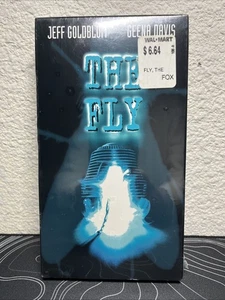 JEFF GOLDBLUM GEENA DAVIS
WAL-MART
$ 6.64
FLY, THE
FOX
THE
FLY